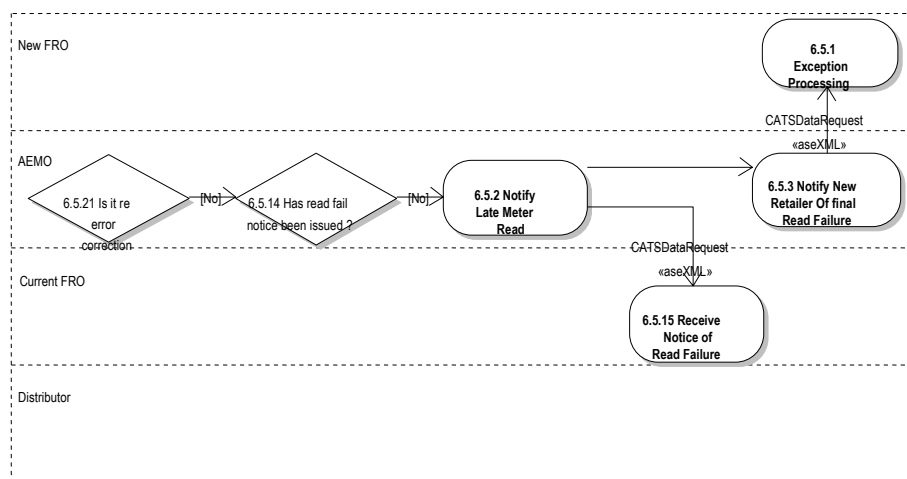 New FRO
6.5.1
Exception
Processing
CATSDataRequest
«aseXML»
AEMO
6.5.21 Is it re
error
correction
[No]
6.5.14 Has read fail
notice been issued ?
[No]
6.5.2 Notify
Late Meter
Read
6.5.3 Notify New
Retailer Of final
Read Failure
CATSDataRequest
«aseXML»
Current FRO
6.5.15 Receive
Notice of
Read Failure
Distributor